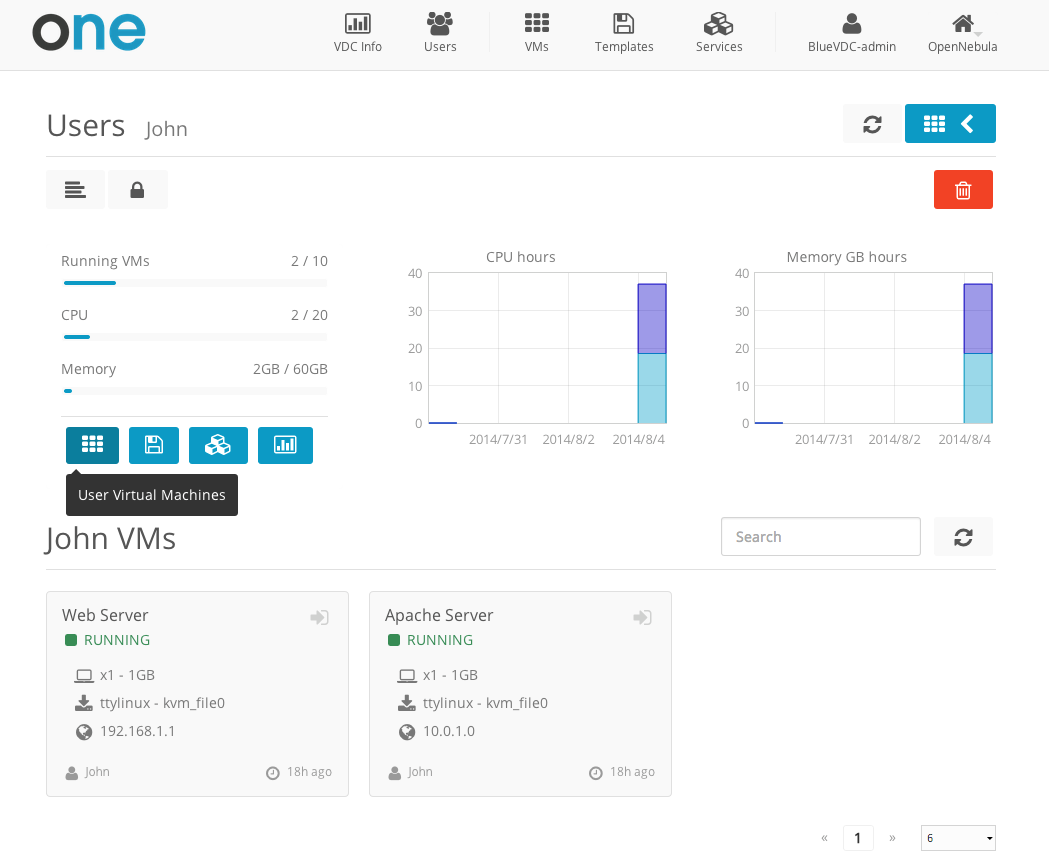 one
VDC Info
Users
VMs
Templates
Services
BlueVDC-admin
OpenNebula
Users John
Running VMs 2 / 10
CPU 2 / 20
Memory 2GB / 60GB
CPU hours
40
30
20
10
0
2014/7/31 2014/8/2 2014/8/4
Memory GB hours
40
30
20
10
0
2014/7/31 2014/8/2 2014/8/4
User Virtual Machines
John VMs
Search
Web Server
RUNNING
x1 - 1GB
ttylinux - kvm_file0
192.168.1.1
John 18h ago
Apache Server
RUNNING
x1 - 1GB
ttylinux - kvm_file0
10.0.1.0
John 18h ago
« 1 » 6